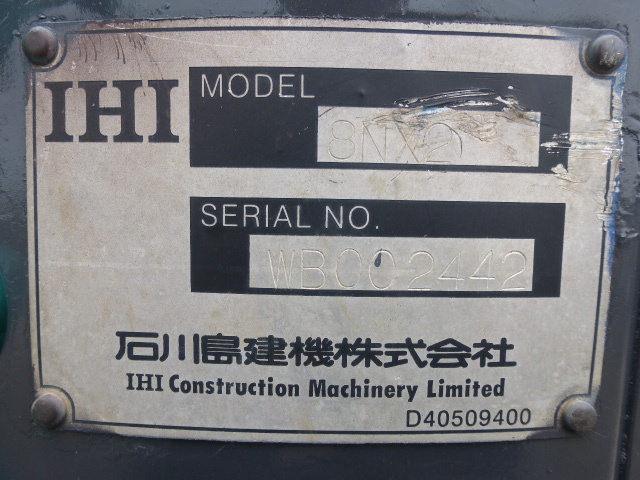 IHI
MODEL
8NX2
SERIAL NO.
WB002442
石川島建機株式会社
IHI Construction Machinery Limited
D40509400